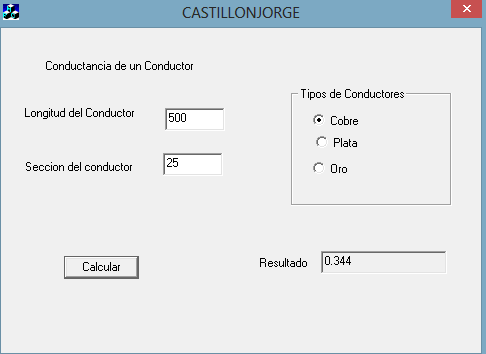 CASTILLONJORGE
Conductancia de un Conductor
Longitud del Conductor
500
Seccion del conductor
25
Tipos de Conductores
Cobre
Plata
Oro
Calcular
Resultado
0.344